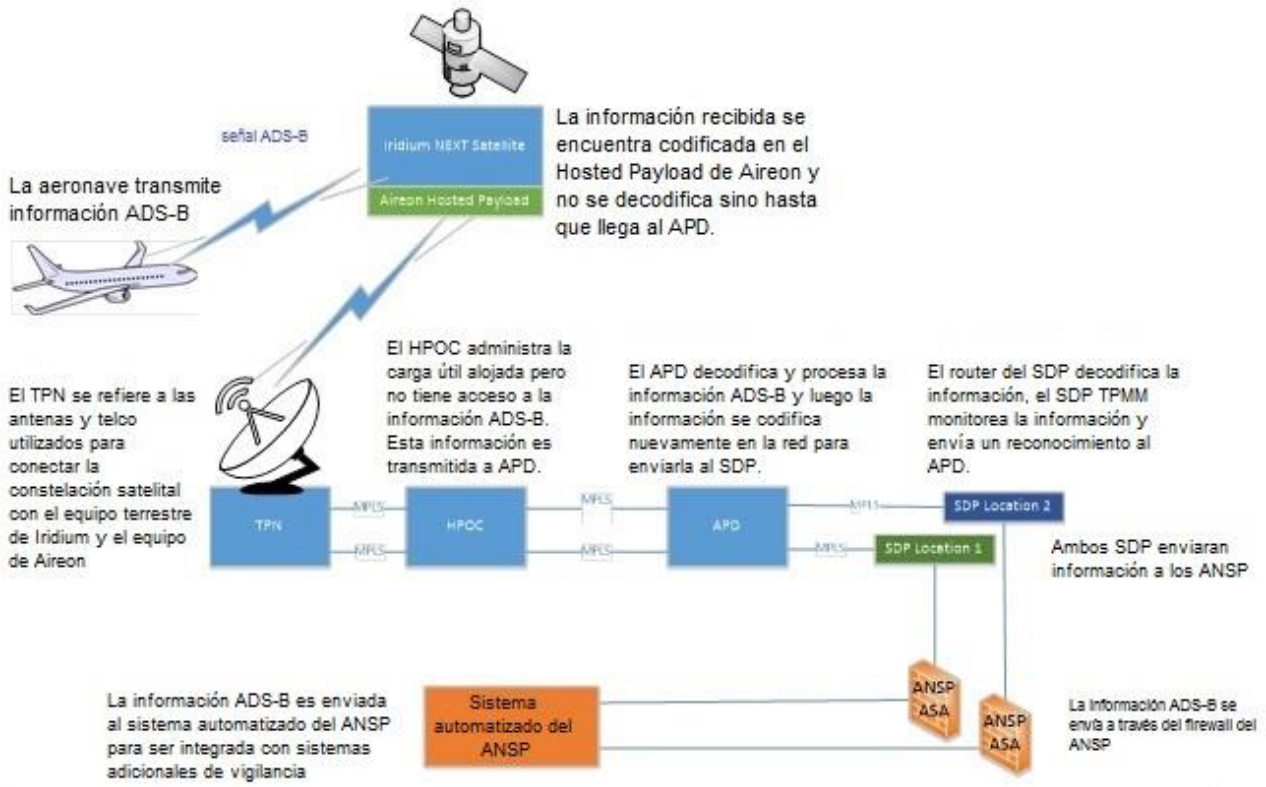 señal ADS-B
Iridium NEXT Satellite
Aireon Hosted Payload
La información recibida se
encuentra codificada en el
Hosted Payload de Aireon y
no se decodifica sino hasta
que llega al APD.
La aeronave transmite
información ADS-B
El TPN se refiere a las
antenas y telco
utilizados para
conectar la
constelación satelital
con el equipo terrestre
de Iridium y el equipo
de Aireon
El HPOC administra la
carga útil alojada pero
no tiene acceso a la
información ADS-B.
Esta información es
transmitida a APD.
El APD decodifica y procesa la
información ADS-B y luego la
información se codifica
nuevamente en la red para
enviarla al SDP.
El router del SDP decodifica la
información, el SDP TPMM
monitorea la información y
envía un reconocimiento al
APD.
TPN
MPLS
MPLS
HPOC
MPLS
MPLS
APD
MPLS
MPLS
SDP Location 2
SDP Location 1
Ambos SDP enviaran
información a los ANSP
La información ADS-B es enviada
al sistema automatizado del ANSP
para ser integrada con sistemas
adicionales de vigilancia
Sistema
automatizado del
ANSP
ANSP
ASA
ANSP
ASA
La información ADS-B se
envía a través del firewall del
ANSP